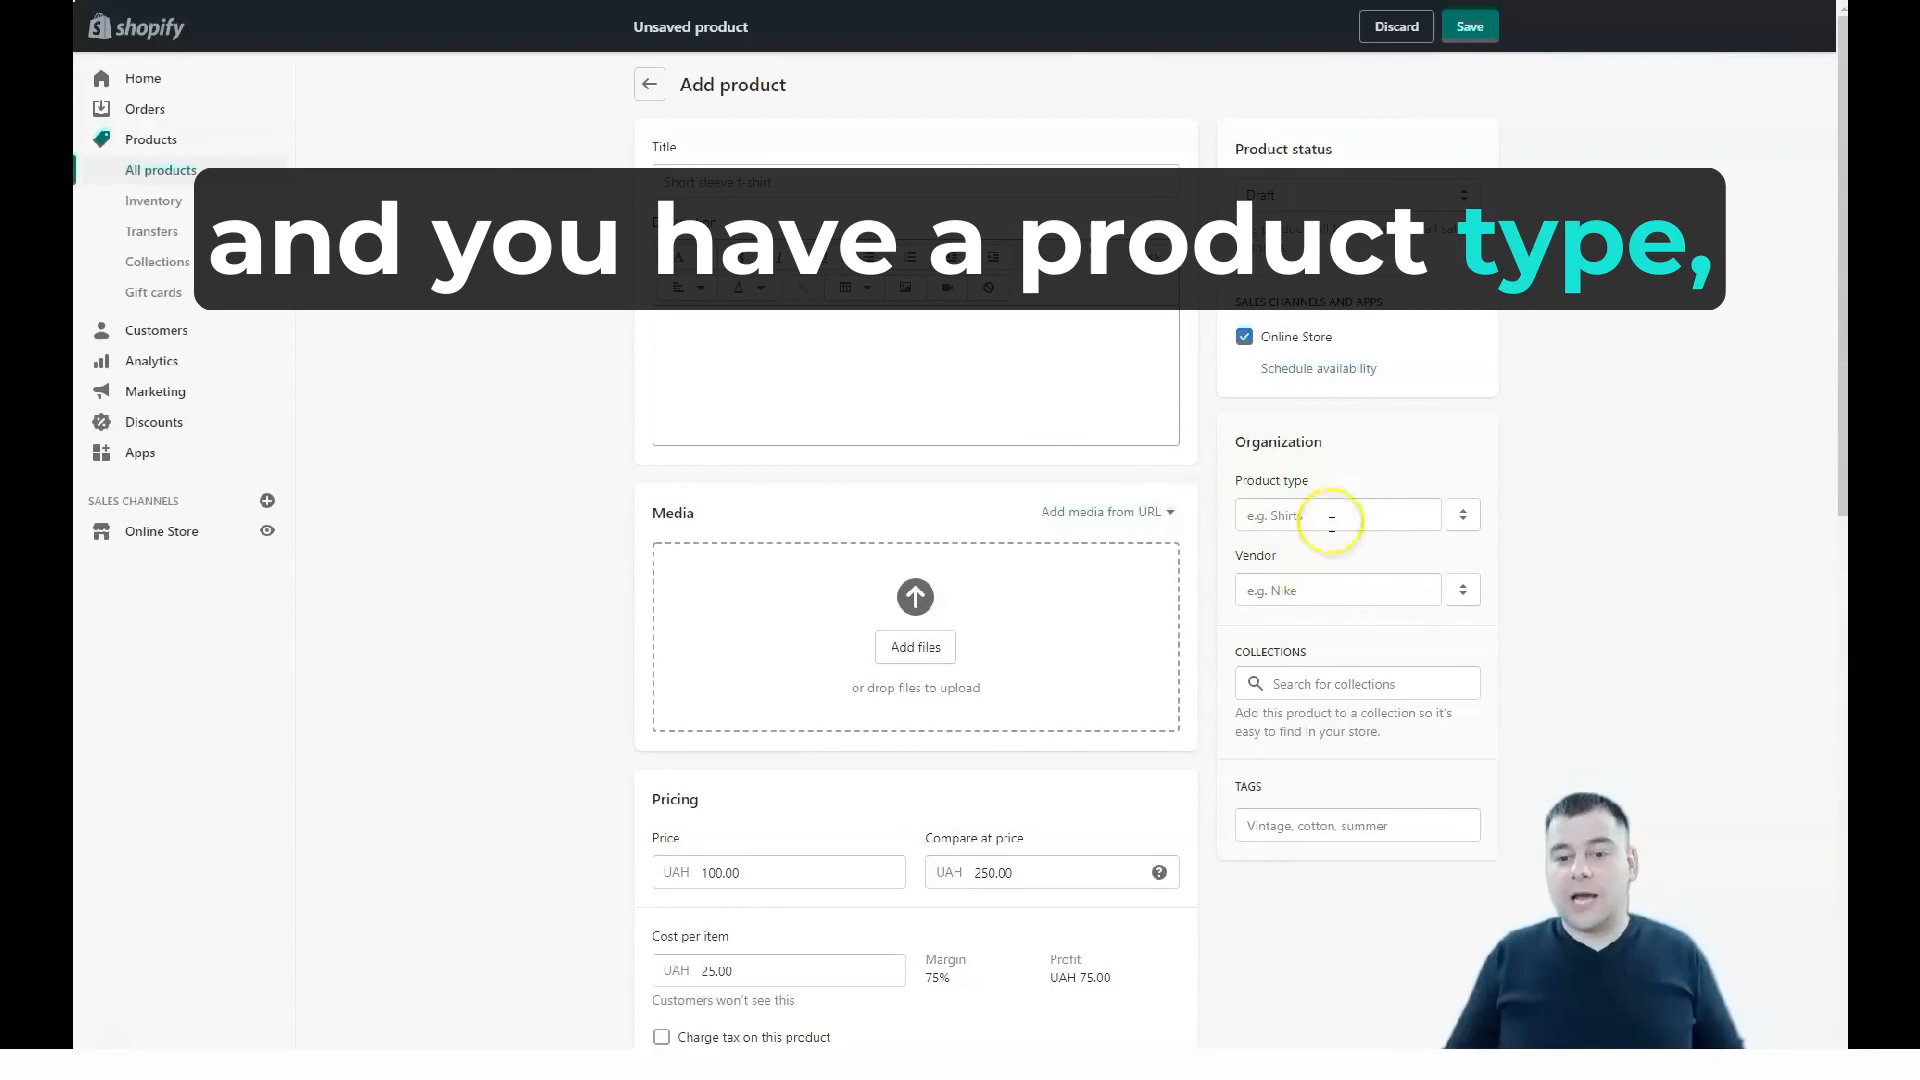 shopify
Unsaved product
Discard
Save
Home
Orders
Products
All products
Inventory
Transfers
Collections
Gift cards
Customers
Analytics
Marketing
Discounts
Apps
SALES CHANNELS
Online Store
Add product
Title
Short sleeve t-shirt
and you have a product type,
Media
Add media from URL
Add files
or drop files to upload
Pricing
Price
UAH 100.00
Compare at price
UAH 250.00
Cost per item
UAH 25.00
Customers won't see this
Margin
75%
Profit
UAH 75.00
Charge tax on this product
Product status
Draft
SALES CHANNELS AND APPS
Online Store
Schedule availability
Organization
Product type
e.g. Shirts
Vendor
e.g. Nike
COLLECTIONS
Search for collections
Add this product to a collection so it's
easy to find in your store.
TAGS
Vintage, cotton, summer